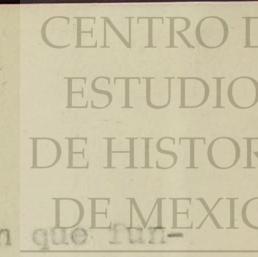 CENTRO D
ESTUDIO
DE HISTOR
DE MEXIC
n que fun-